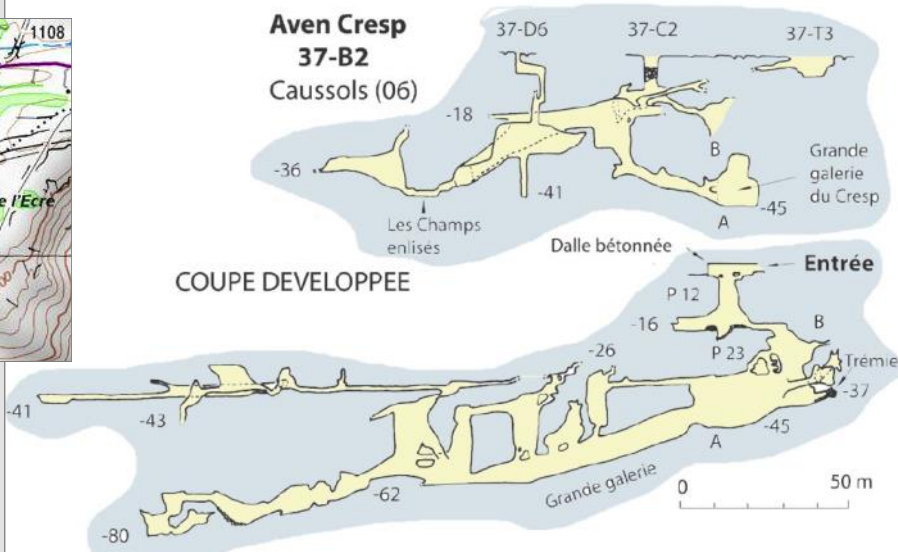 1108
e l'Ecre
00
Aven Cresp
37-B2
Caussols (06)
37-D6
37-C2
37-T3
-18
-36
-41
B
Grande
galerie
du Cresp
-45
A
Les Champs
enlisés
COUPE DEVELOPPEE
Dalle bétonnée
Entrée
P 12
-16
P 23
B
Trémie
-37
-26
-41
-43
-45
A
-62
Grande galerie
-80
0
50 m